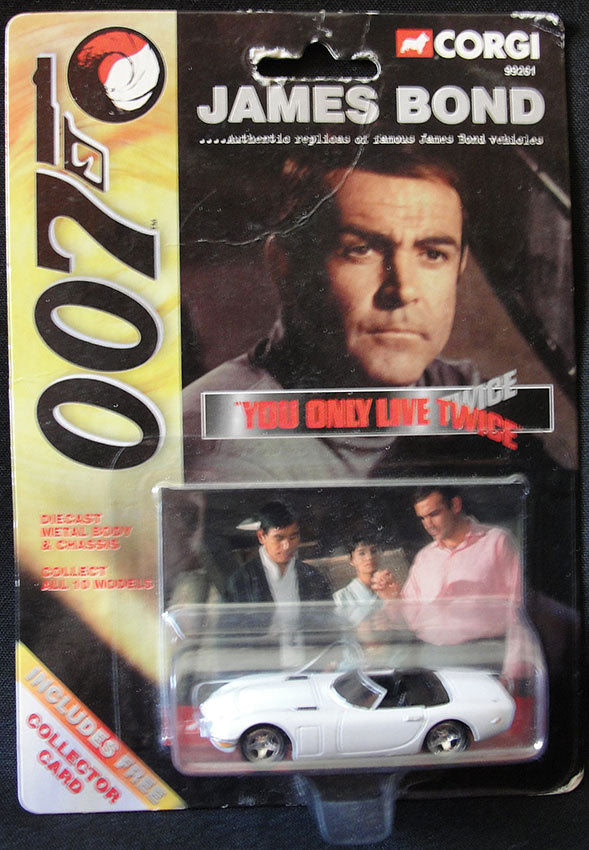 CORGI
99261
JAMES BOND
....Authentic replicas of famous James Bond vehicles
007
TM
"YOU ONLY LIVE TWICE"
TWICE
DIECAST
METAL BODY
& CHASSIS
COLLECT
ALL 10 MODELS
INCLUDES FREE
COLLECTOR
CARD